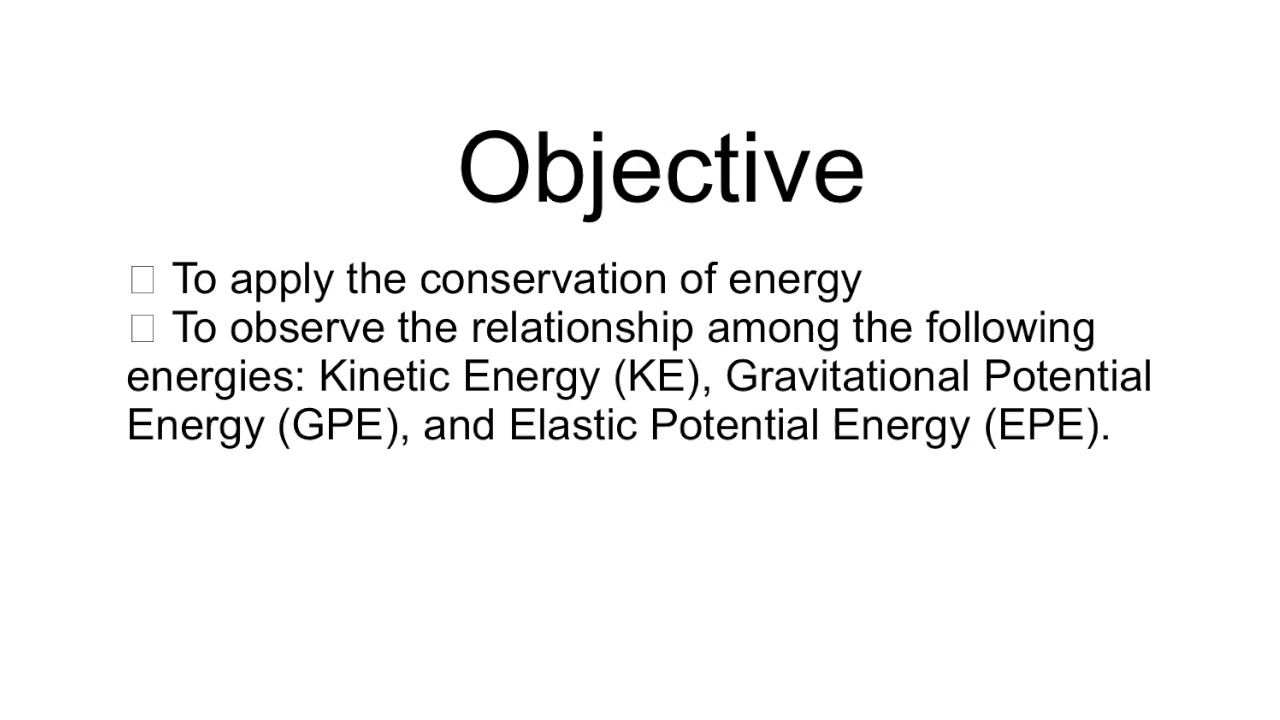 Objective
□ To apply the conservation of energy
□ To observe the relationship among the following
energies: Kinetic Energy (KE), Gravitational Potential
Energy (GPE), and Elastic Potential Energy (EPE).